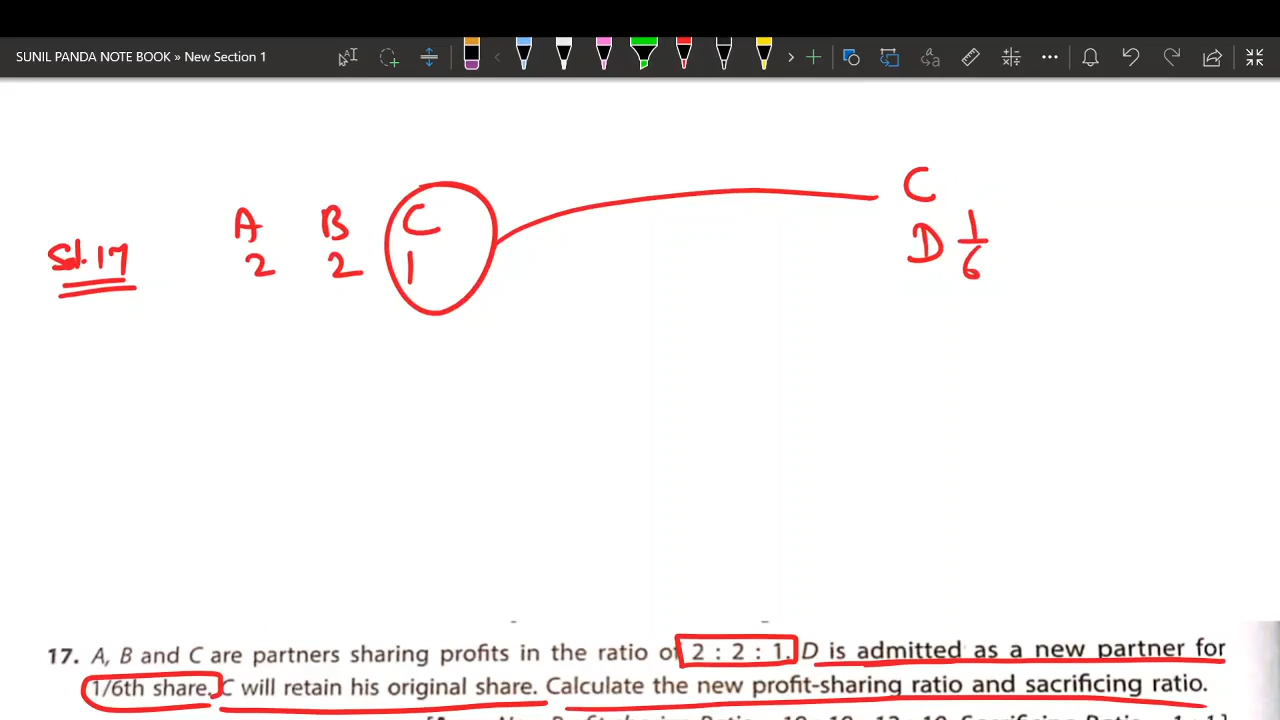 UNIL PANDA NOTE BOOK » New Section 1
Sol.17
A B C
2 2 1
C
D 1/6
17. A, B and C are partners sharing profits in the ratio of 2 : 2 : 1. D is admitted as a new partner for
1/6th share. C will retain his original share. Calculate the new profit-sharing ratio and sacrificing ratio.